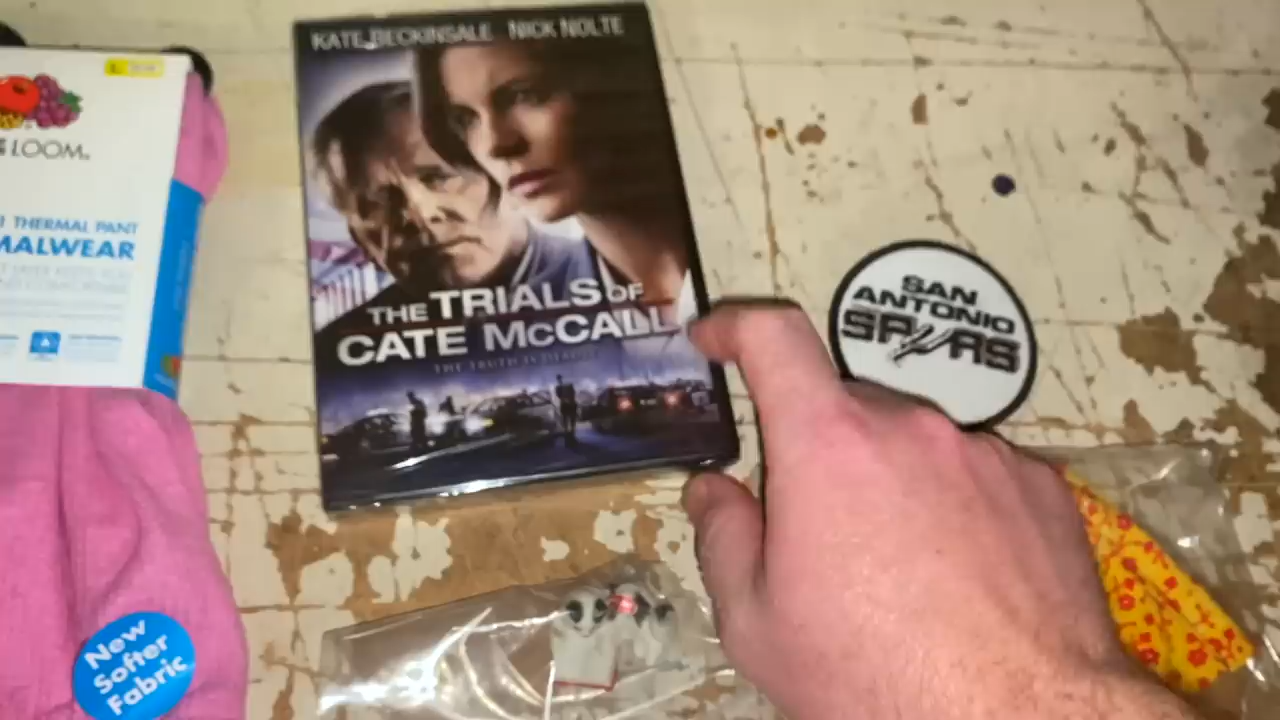 LOOM
THERMAL PANT
MALWEAR
New
Softer
Fabric
KATE BECKINSALE NICK NOLTE
THE TRIALS OF
CATE McCALL
SAN
ANTONIO
SPURS